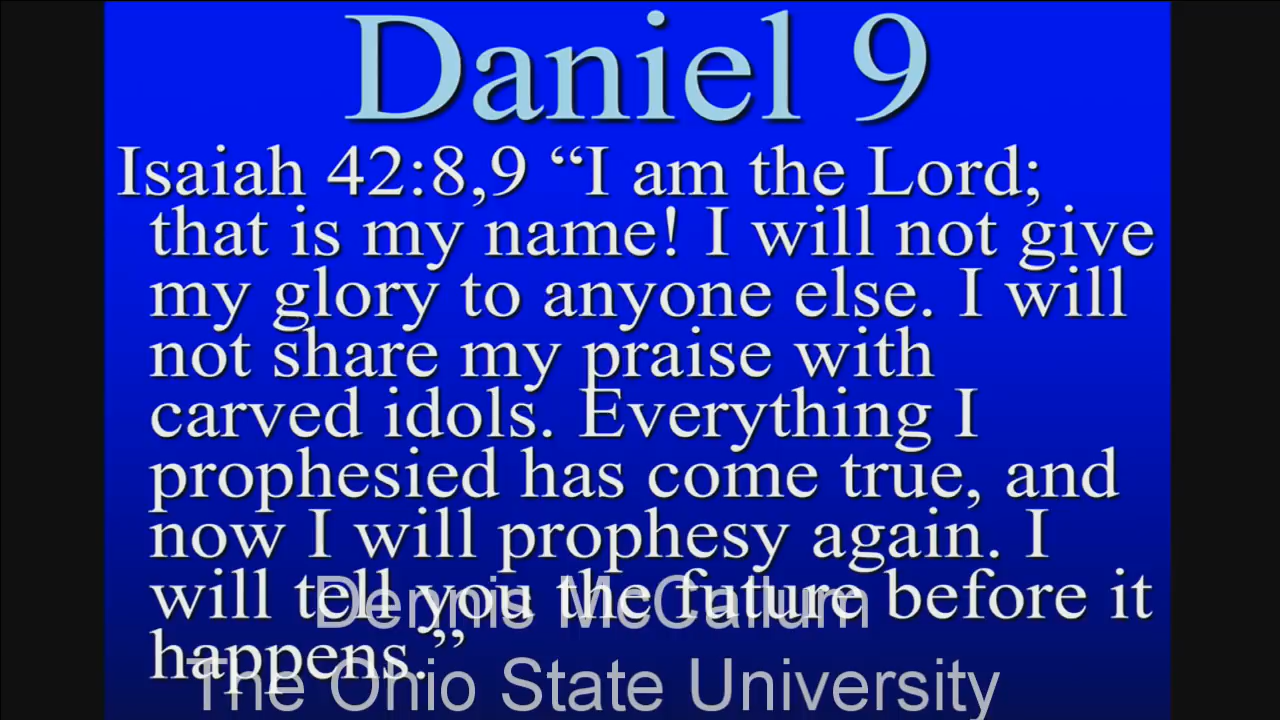 Daniel 9
Isaiah 42:8,9 “I am the Lord;
that is my name! I will not give
my glory to anyone else. I will
not share my praise with
carved idols. Everything I
prophesied has come true, and
now I will prophesy again. I
will tell you the future before it
happens.”
Dennis McCallum
The Ohio State University